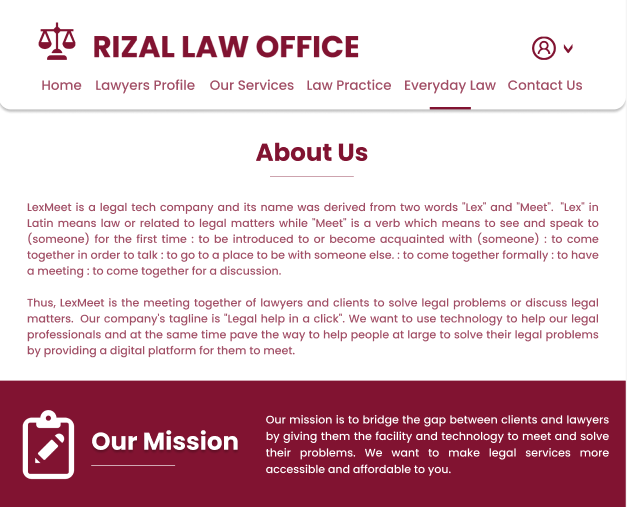 RIZAL LAW OFFICE
Home Lawyers Profile Our Services Law Practice Everyday Law Contact Us
About Us
LexMeet is a legal tech company and its name was derived from two words "Lex" and "Meet". "Lex" in
Latin means law or related to legal matters while "Meet" is a verb which means to see and speak to
(someone) for the first time : to be introduced to or become acquainted with (someone) : to come
together in order to talk : to go to a place to be with someone else. : to come together formally : to have
a meeting : to come together for a discussion.
Thus, LexMeet is the meeting together of lawyers and clients to solve legal problems or discuss legal
matters. Our company's tagline is "Legal help in a click". We want to use technology to help our legal
professionals and at the same time pave the way to help people at large to solve their legal problems
by providing a digital platform for them to meet.
Our Mission
Our mission is to bridge the gap between clients and lawyers
by giving them the facility and technology to meet and solve
their problems. We want to make legal services more
accessible and affordable to you.